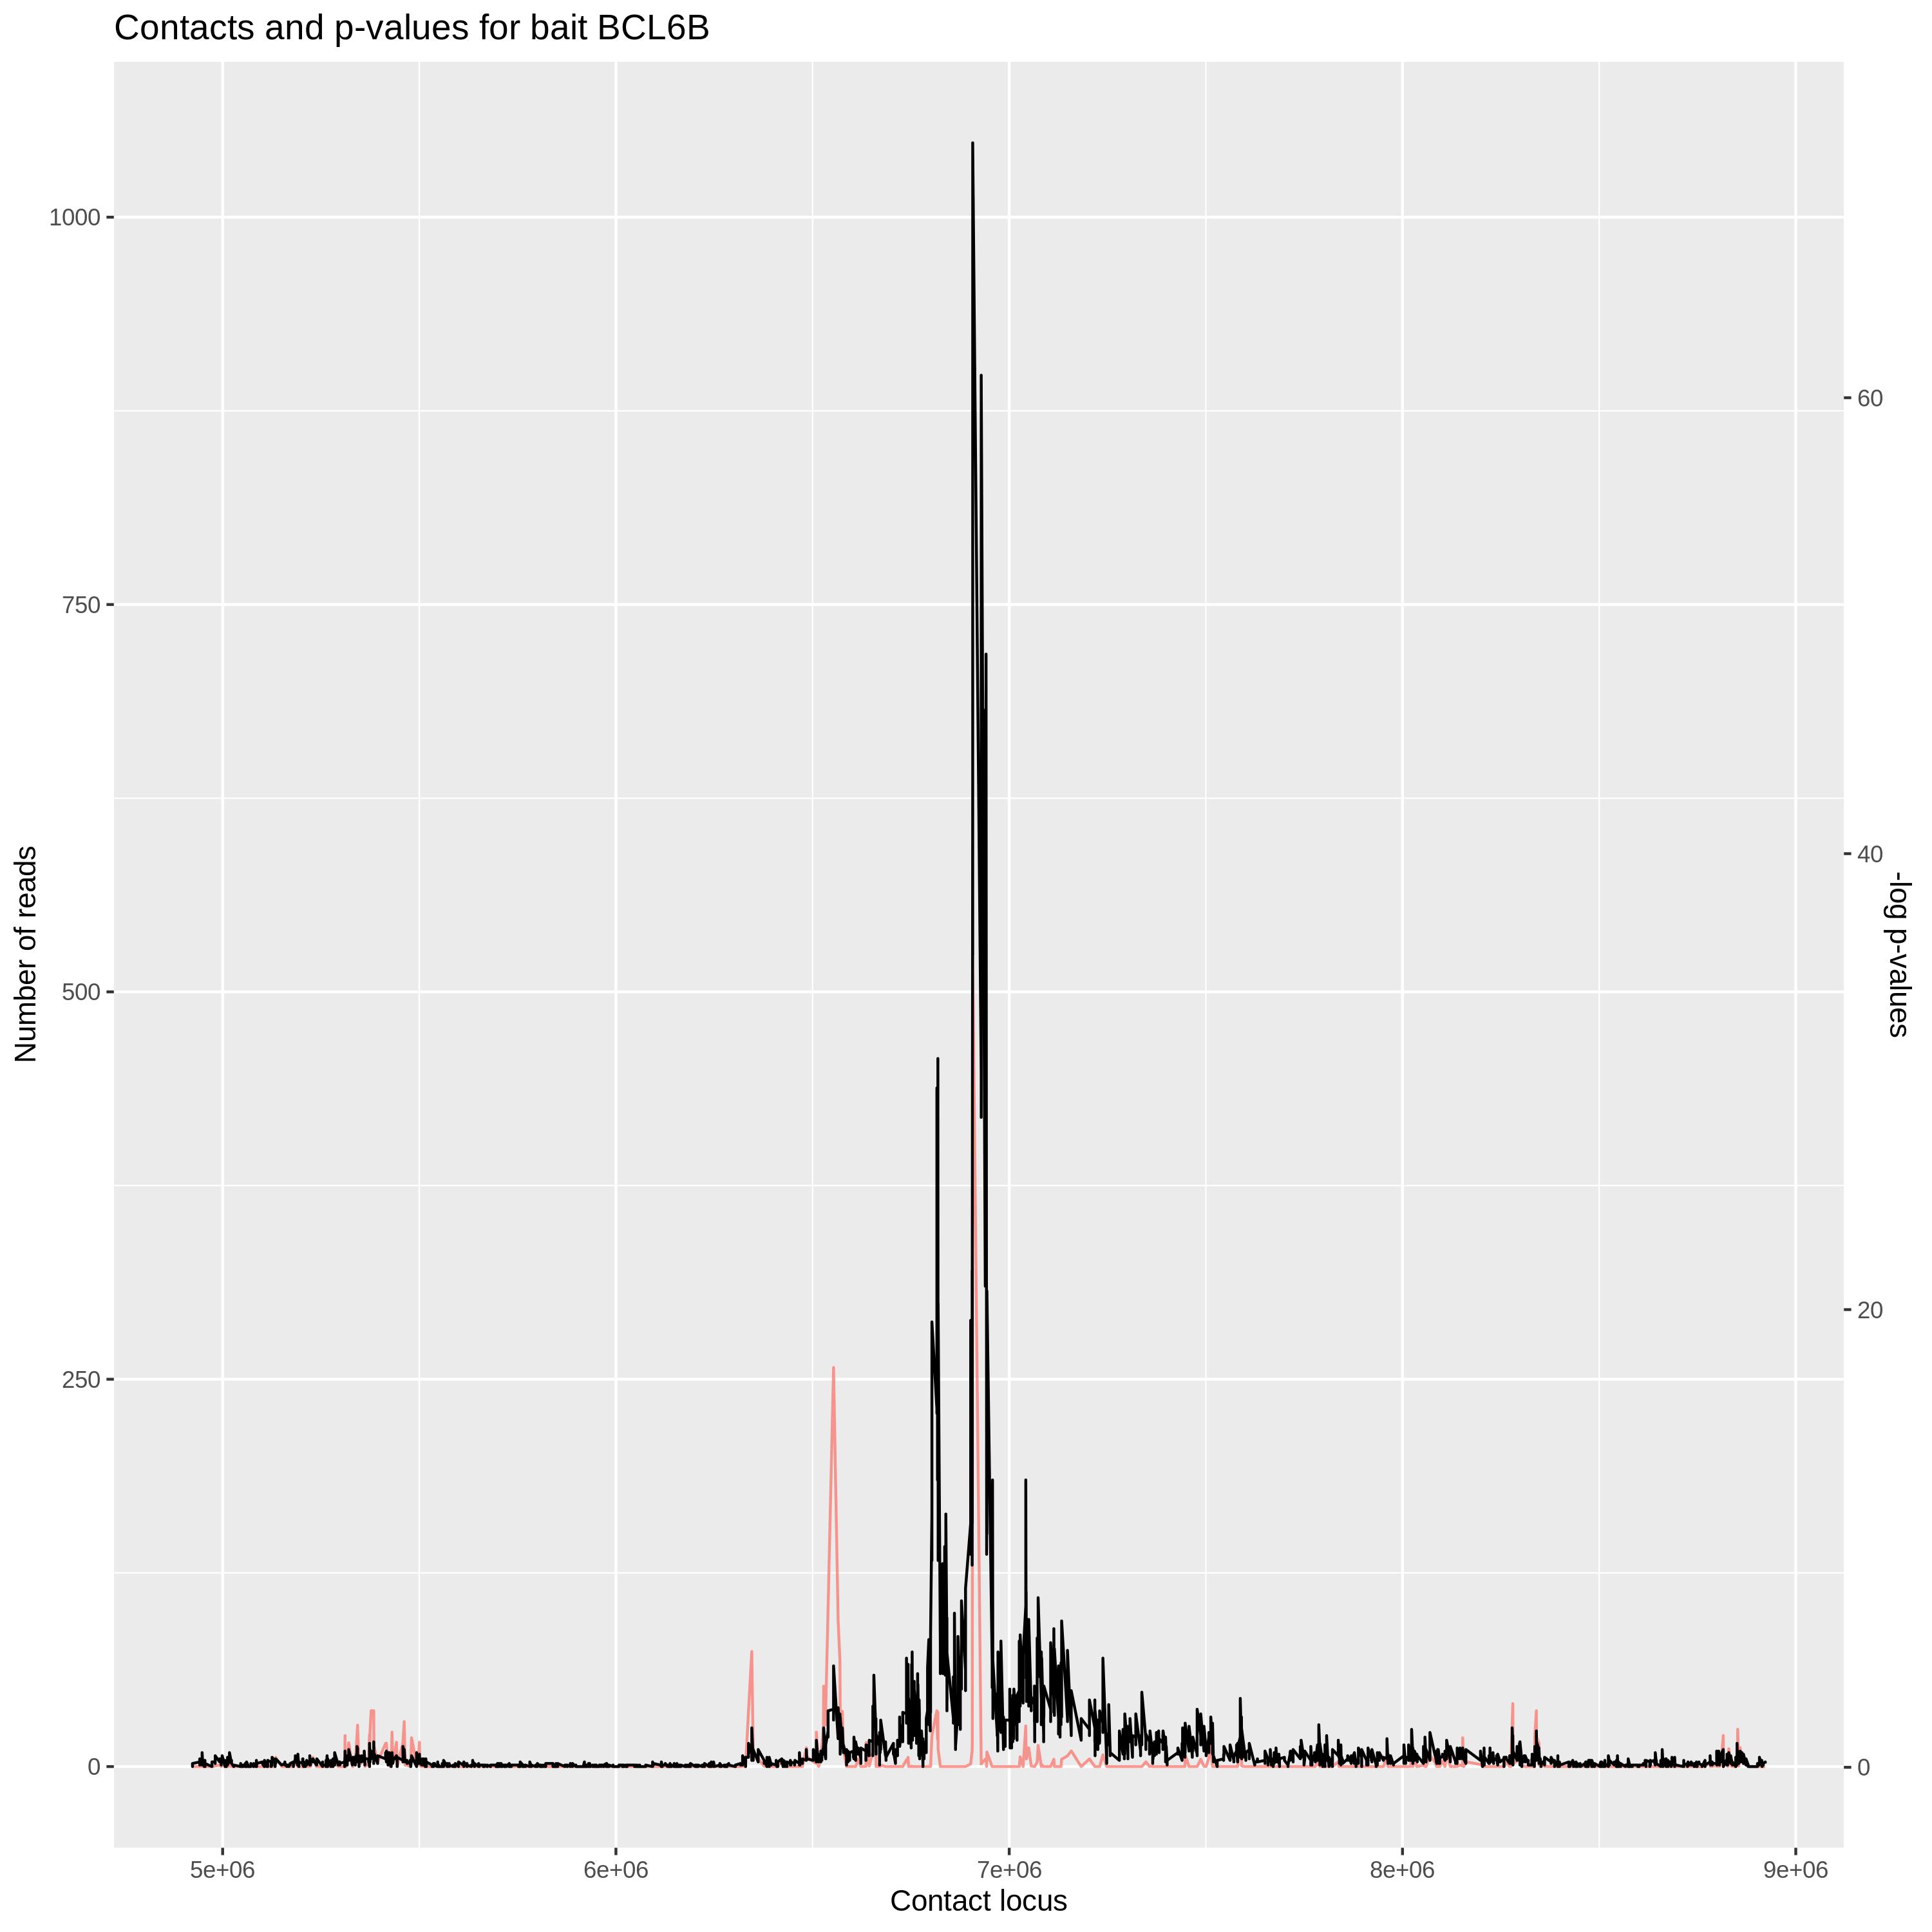 Contacts and p-values for bait BCL6B
1000
750
500
250
0
Number of reads
60
40
20
0
-log p-values
5e+06
6e+06
7e+06
8e+06
9e+06
Contact locus